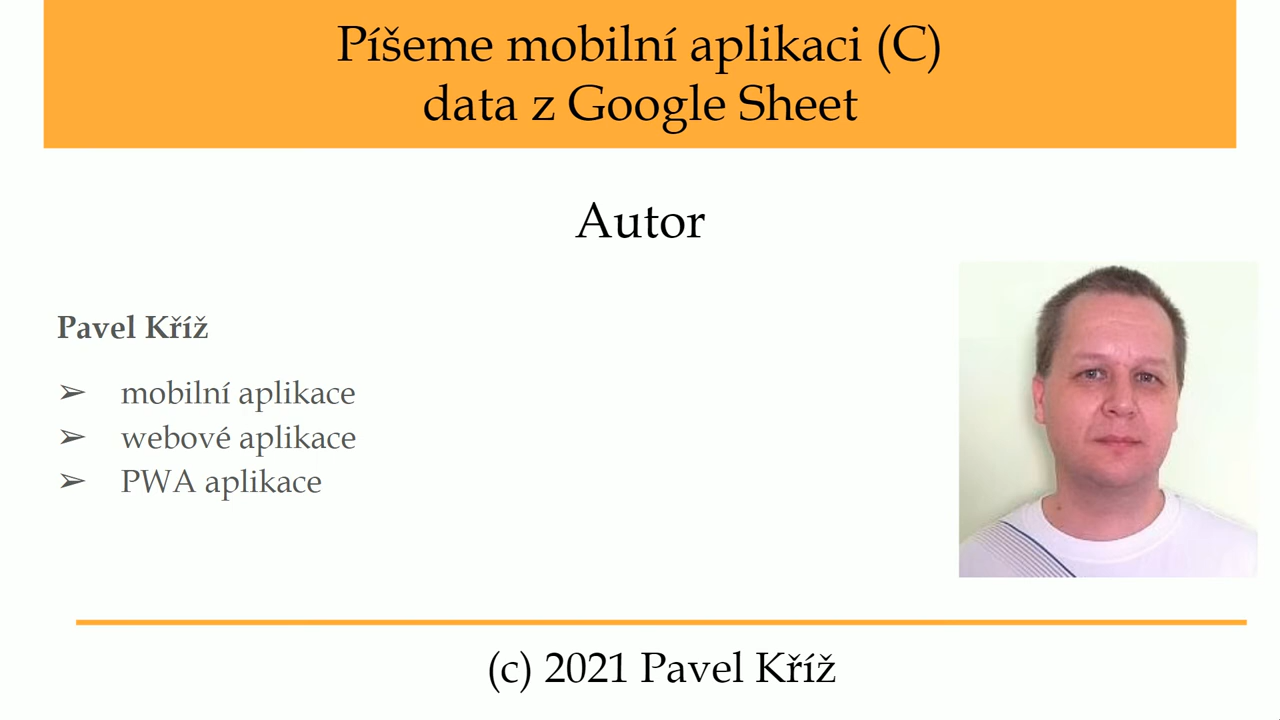 Píšeme mobilní aplikaci (C)
data z Google Sheet
Autor
Pavel Kříž
➢ mobilní aplikace
➢ webové aplikace
➢ PWA aplikace
(c) 2021 Pavel Kříž